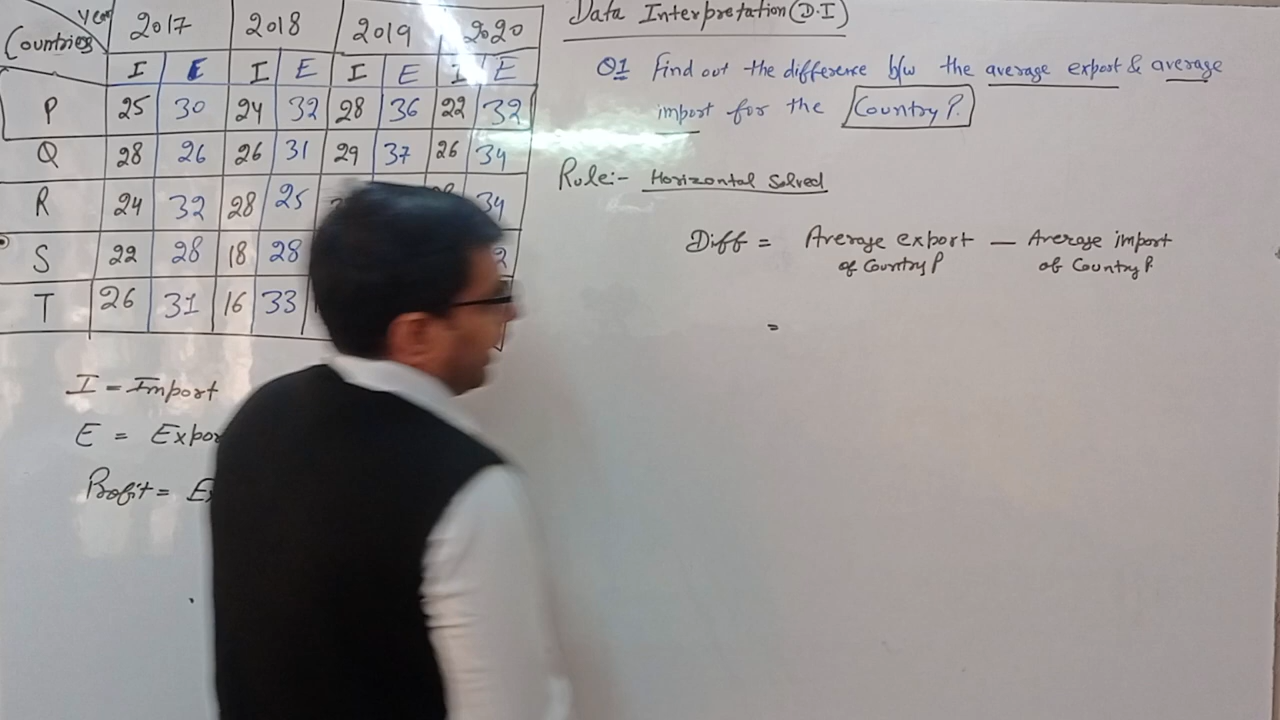 Year 2017 2018 2019 2020
Countries I E I E I E I E
P 25 30 24 32 28 36 22 32
Q 28 26 26 31 29 37 26 34
R 24 32 28 25 34
S 22 28 18 28 2
T 26 31 16 33
I = Import
E = Expor
Profit = E
Data Interpretation (D.I)
Q1 Find out the difference b/w the average export & average
import for the Country P.
Rule:- Horizontal Solved
Diff = Average export — Average import
of Country P of Country P.
=